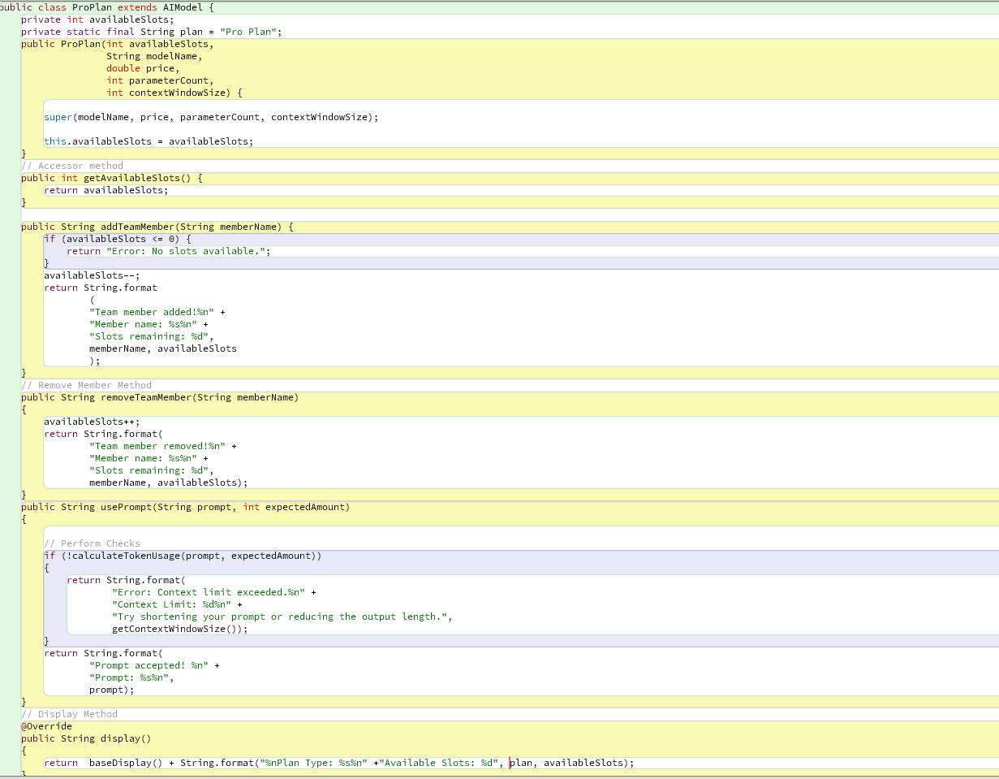 public class ProPlan extends AIModel {
    private int availableSlots;
    private static final String plan = "Pro Plan";
    public ProPlan(int availableSlots,
                   String modelName,
                   double price,
                   int parameterCount,
                   int contextWindowSize) {
        super(modelName, price, parameterCount, contextWindowSize);
        this.availableSlots = availableSlots;
    }
    // Accessor method
    public int getAvailableSlots() {
        return availableSlots;
    }
    public String addTeamMember(String memberName) {
        if (availableSlots <= 0) {
            return "Error: No slots available.";
        }
        availableSlots--;
        return String.format
                (
                "Team member added!%n" +
                "Member name: %s%n" +
                "Slots remaining: %d",
                memberName, availableSlots
                );
    }
    // Remove Member Method
    public String removeTeamMember(String memberName)
    {
        availableSlots++;
        return String.format(
                "Team member removed!%n" +
                "Member name: %s%n" +
                "Slots remaining: %d",
                memberName, availableSlots);
    }
    public String usePrompt(String prompt, int expectedAmount)
    {
        // Perform Checks
        if (!calculateTokenUsage(prompt, expectedAmount))
        {
            return String.format(
                    "Error: Context limit exceeded.%n" +
                    "Context Limit: %d%n" +
                    "Try shortening your prompt or reducing the output length.",
                    getContextWindowSize());
        }
        return String.format(
                "Prompt accepted! %n" +
                "Prompt: %s%n",
                prompt);
    }
    // Display Method
    @Override
    public String display()
    {
        return  baseDisplay() + String.format("%nPlan Type: %s%n" +"Available Slots: %d", plan, availableSlots);
    }